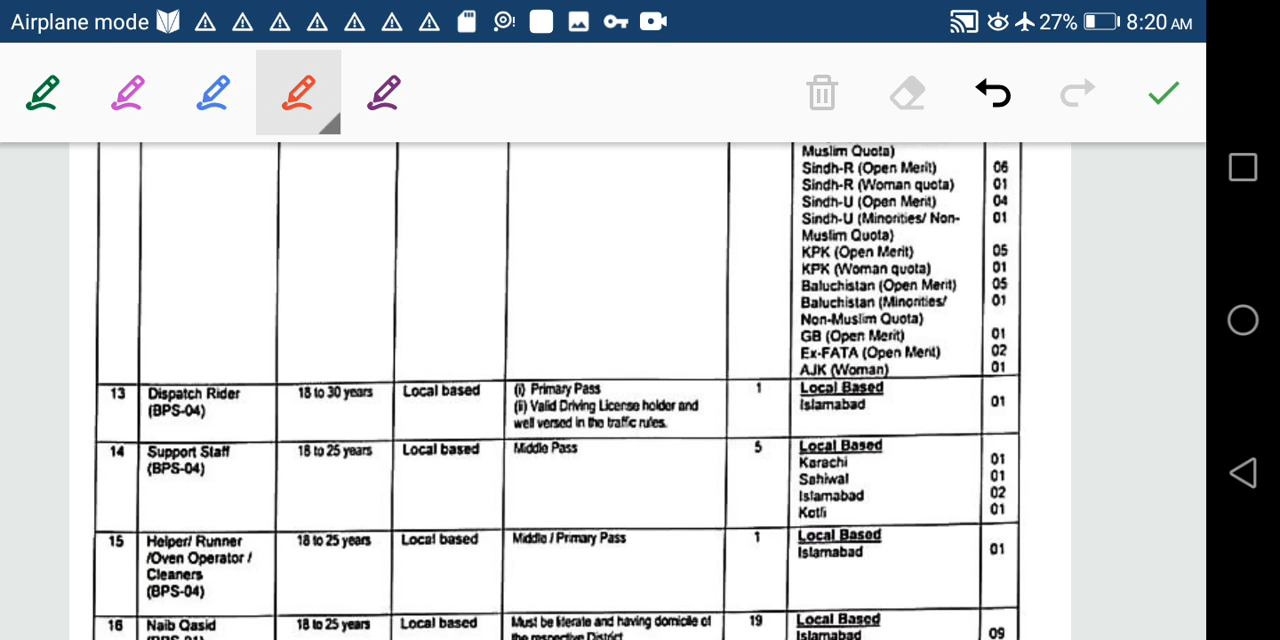 Airplane mode 27% 8:20 AM
Muslim Quota)
Sindh-R (Open Merit) 06
Sindh-R (Woman quota) 01
Sindh-U (Open Merit) 04
Sindh-U (Minorities/ Non- 01
Muslim Quota)
KPK (Open Merit) 05
KPK (Woman quota) 01
Baluchistan (Open Merit) 05
Baluchistan (Minorities/ 01
Non-Muslim Quota)
GB (Open Merit) 01
Ex-FATA (Open Merit) 02
AJK (Woman) 01
13 Dispatch Rider 18 to 30 years Local based (i) Primary Pass 1 Local Based
(BPS-04) (ii) Valid Driving License holder and Islamabad 01
well versed in the traffic rules.
14 Support Staff 18 to 25 years Local based Middle Pass 5 Local Based
(BPS-04) Karachi 01
Sahiwal 01
Islamabad 02
Kotli 01
15 Helper/ Runner 18 to 25 years Local based Middle / Primary Pass 1 Local Based
/Oven Operator / Islamabad 01
Cleaners
(BPS-04)
16 Naib Qasid 18 to 25 years Local based Must be literate and having domicile of 19 Local Based
the respective District Islamabad 09